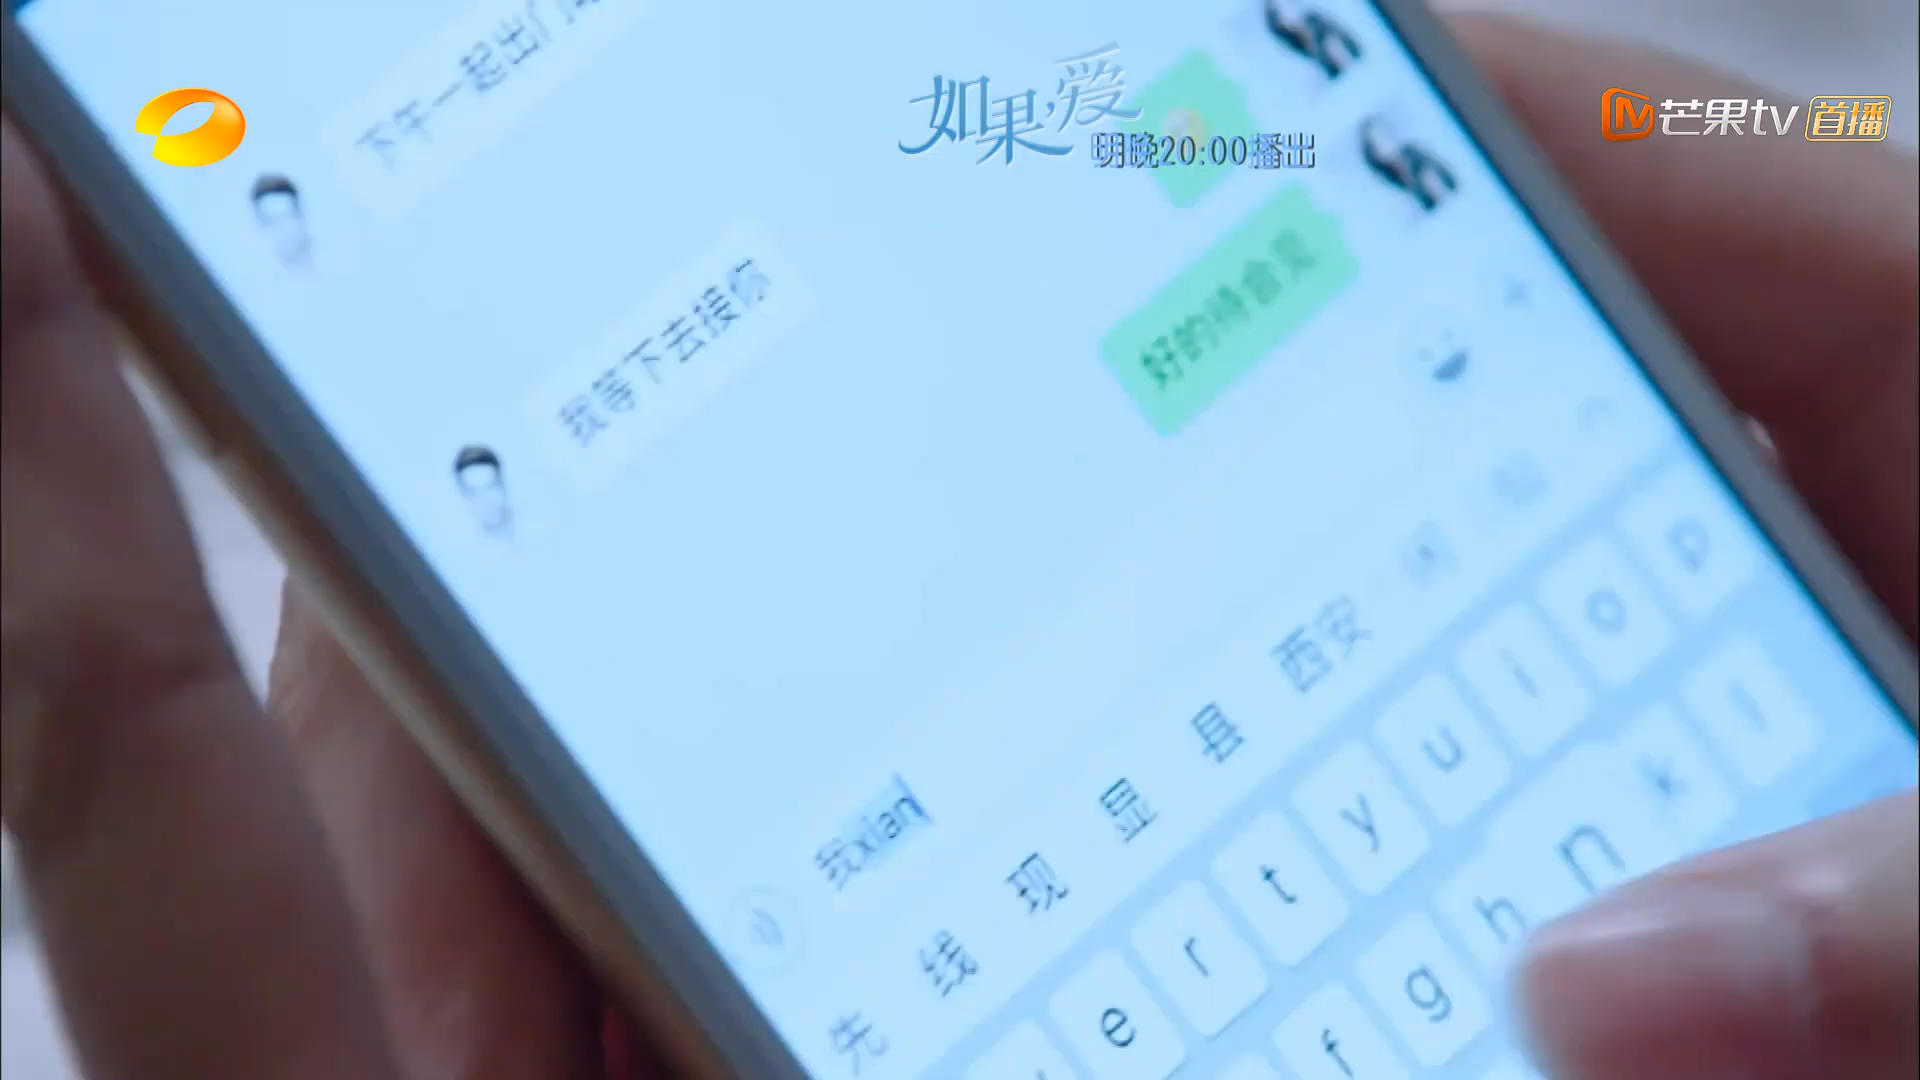 下午一起出
如果,爱
明晚20:00播出
芒果tv 首播
好的待会见
我等下去接你
我xian
先 线 现 显 县 西安
e r t y u i o p
f g h k l
n